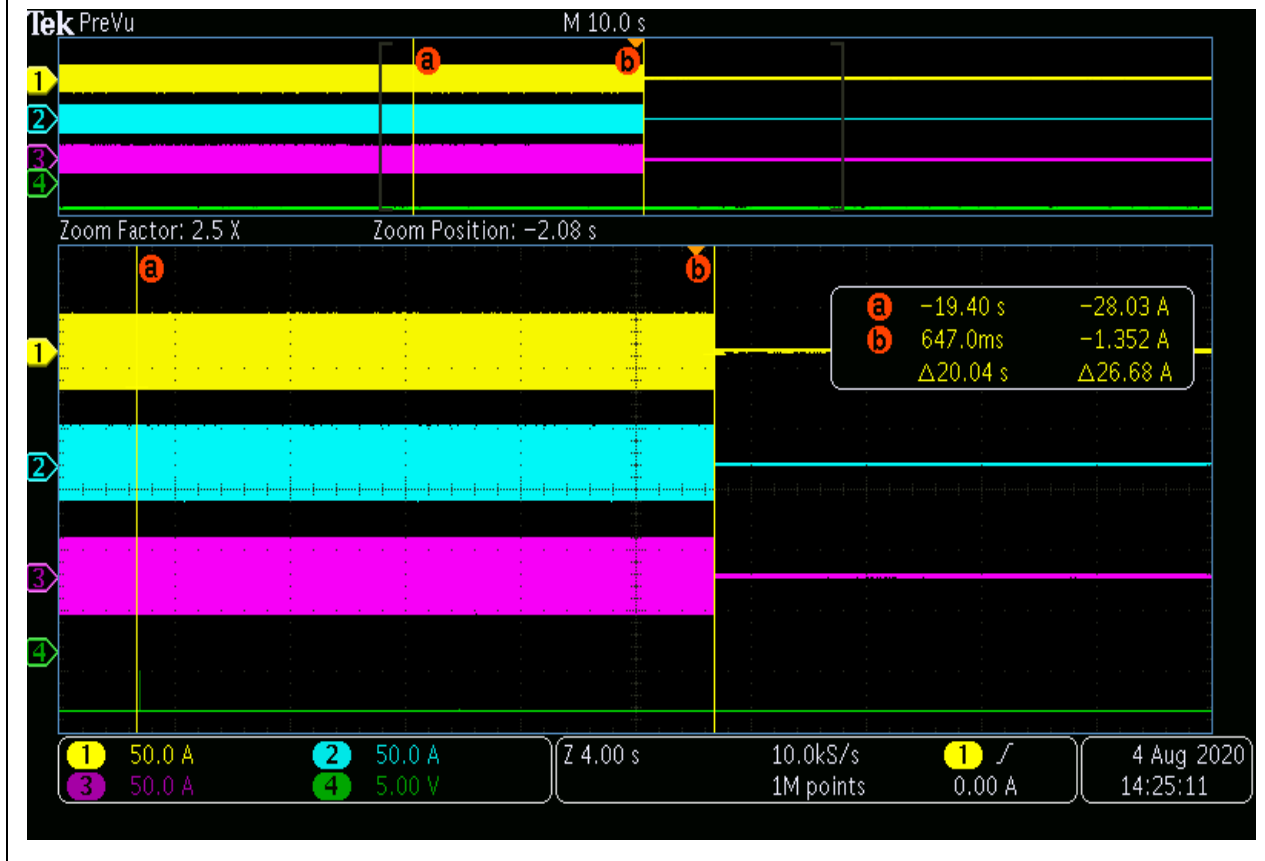 Tek PreVu M 10.0 s
a b
1
2
3
4
Zoom Factor: 2.5 X Zoom Position: −2.08 s
a b
a −19.40 s −28.03 A
b 647.0ms −1.352 A
Δ20.04 s Δ26.68 A
1
2
3
4
1 50.0 A 2 50.0 A Z 4.00 s 10.0kS/s 1 4 Aug 2020
3 50.0 A 4 5.00 V 1M points 0.00 A 14:25:11